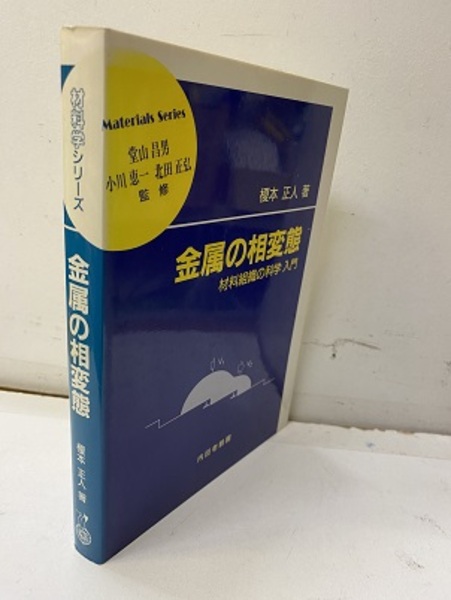 材料学シリーズ
金属の相変態
榎本 正人 著
Materials Series
堂山 昌男
小川 恵一 北田 正弘
監 修
榎本 正人 著
金属の相変態
材料組織の科学 入門
内田老鶴圃